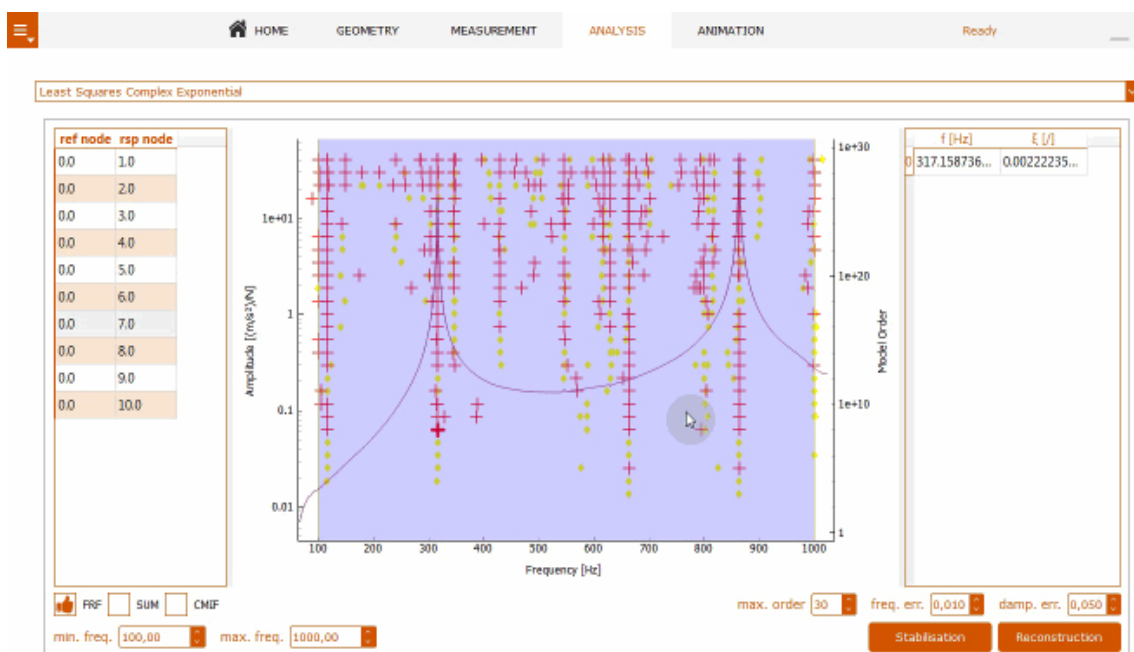 HOME GEOMETRY MEASUREMENT ANALYSIS ANIMATION Ready
Least Squares Complex Exponential
ref node rsp node
0.0 1.0
0.0 2.0
0.0 3.0
0.0 4.0
0.0 5.0
0.0 6.0
0.0 7.0
0.0 8.0
0.0 9.0
0.0 10.0
Amplitude [(m/s²)/N]
1e+01
1
0.1
0.01
100 200 300 400 500 600 700 800 900 1000
Frequency [Hz]
1e+30
1e+20
1e+10
1
Model Order
f [Hz] ξ [/]
0 317.158736... 0.00222235...
FRF SUM CMIF
max. order 30 freq. err. 0,010 damp. err. 0,050
min. freq. 100,00 max. freq. 1000,00
Stabilisation Reconstruction